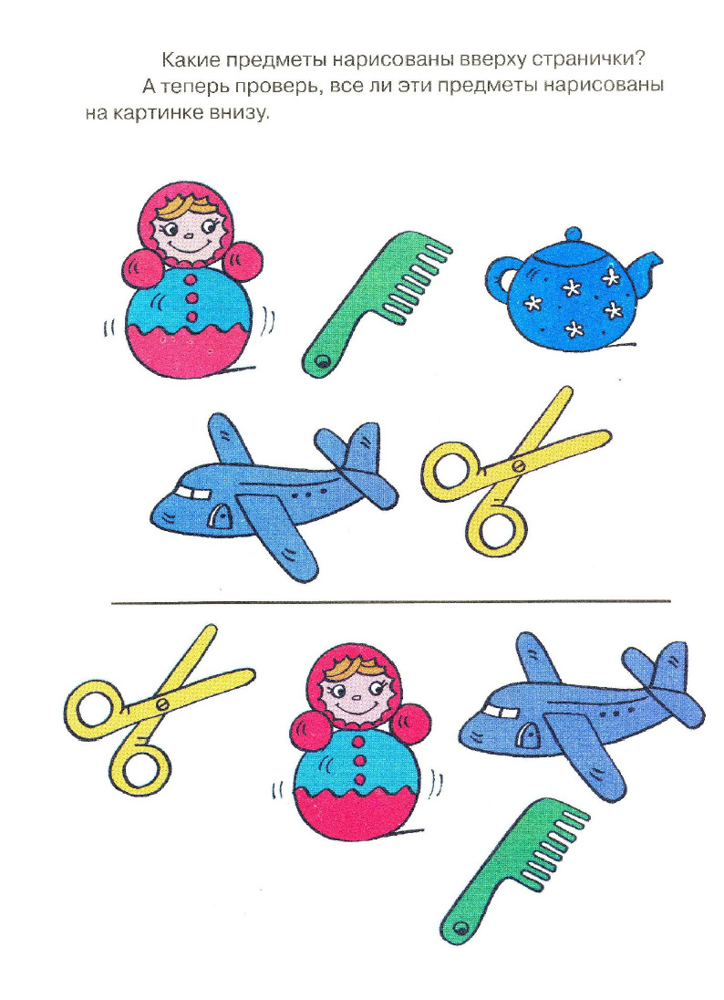 Какие предметы нарисованы вверху странички?
А теперь проверь, все ли эти предметы нарисованы
на картинке внизу.